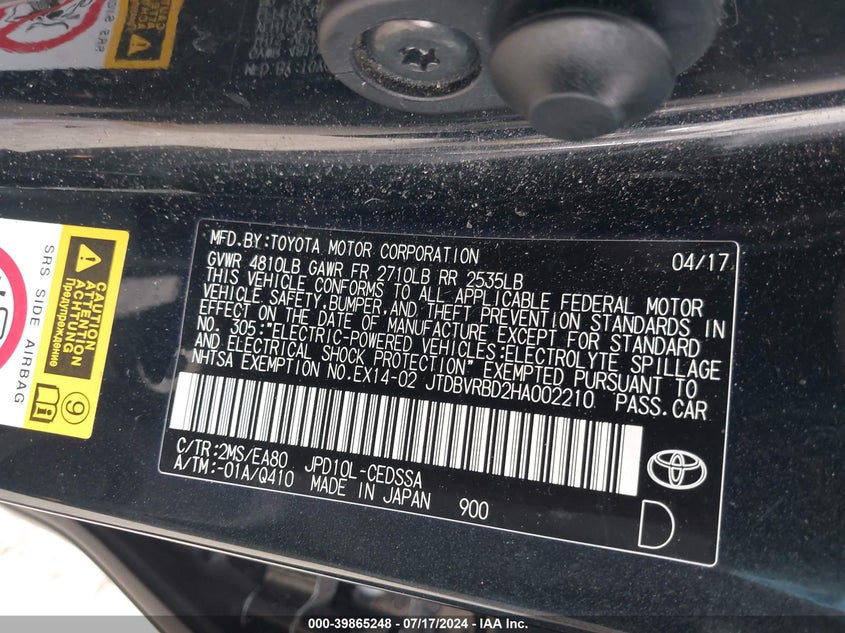 MFD.BY:TOYOTA MOTOR CORPORATION 04/17
GVWR 4810LB GAWR FR 2710LB RR 2535LB
THIS VEHICLE CONFORMS TO ALL APPLICABLE FEDERAL MOTOR
VEHICLE SAFETY,BUMPER,AND THEFT PREVENTION STANDARDS IN
EFFECT ON THE DATE OF MANUFACTURE EXCEPT FOR STANDARD
NO. 305:"ELECTRIC-POWERED VEHICLES:ELECTROLYTE SPILLAGE
AND ELECTRICAL SHOCK PROTECTION" EXEMPTED PURSUANT TO
NHTSA EXEMPTION NO.EX14-02 JTDBVRBD2HA002210 PASS.CAR
C/TR:2MS/EA80 JPD10L-CEDSSA
A/TM:-01A/Q410 MADE IN JAPAN 900
D
SRS SIDE AIRBAG
CAUTION
ATTENTION
ACHTUNG
Предупреждение
9
000-39865248 - 07/17/2024 - IAA Inc.